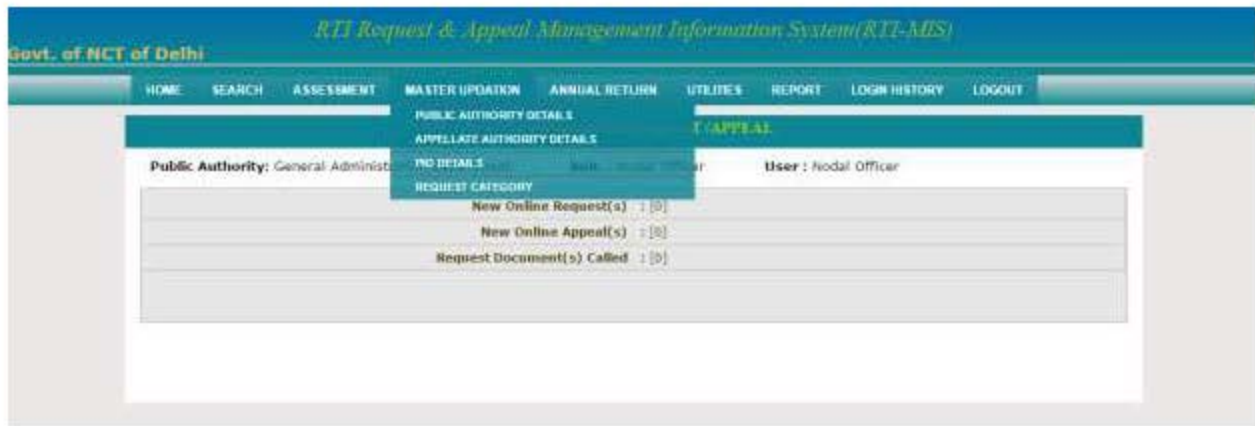 RTI Request & Appeal Management Information System(RTI-MIS)
Govt. of NCT of Delhi
HOME SEARCH ASSESSMENT MASTER UPDATION ANNUAL RETURN UTILITIES REPORT LOGIN HISTORY LOGOUT
PUBLIC AUTHORITY DETAILS
APPELLATE AUTHORITY DETAILS
PIO DETAILS
REQUEST CATEGORY
T/APPEAL
Public Authority: General Administ User : Nodal Officer
New Online Request(s) : [0]
New Online Appeal(s) : [0]
Request Document(s) Called : [0]